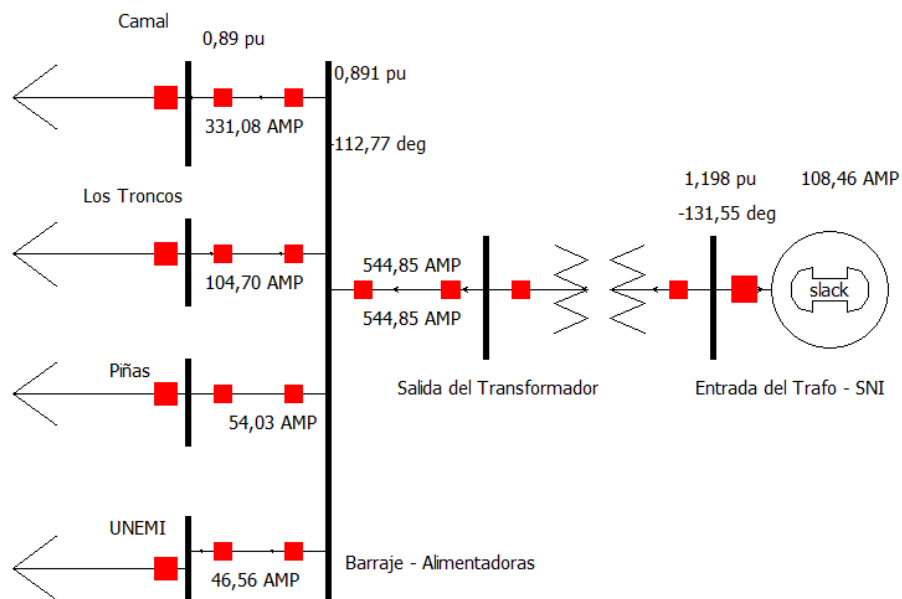 Camal
0,89 pu
0,891 pu
331,08 AMP
-112,77 deg
Los Troncos
1,198 pu
108,46 AMP
-131,55 deg
104,70 AMP
544,85 AMP
slack
544,85 AMP
Piñas
Salida del Transformador
Entrada del Trafo - SNI
54,03 AMP
UNEMI
Barraje - Alimentadoras
46,56 AMP